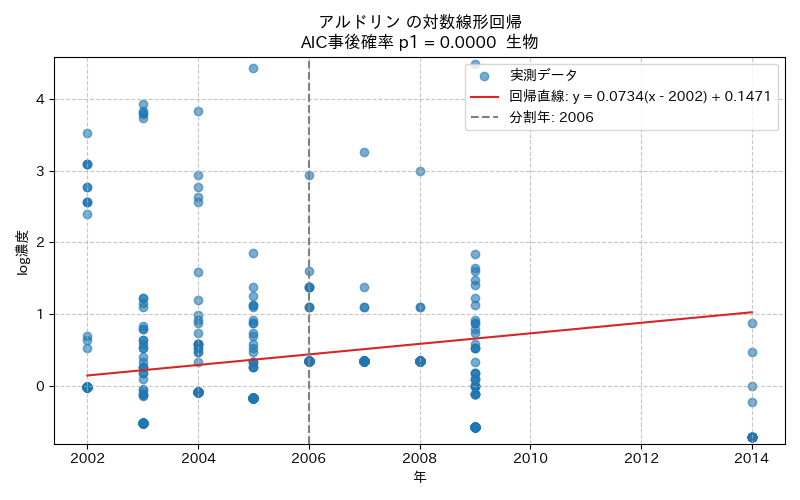 アルドリン の対数線形回帰
AIC事後確率 p1 = 0.0000  生物
実測データ
回帰直線: y = 0.0734(x - 2002) + 0.1471
分割年: 2006
log濃度
4
3
2
1
0
2002 2004 2006 2008 2010 2012 2014
年